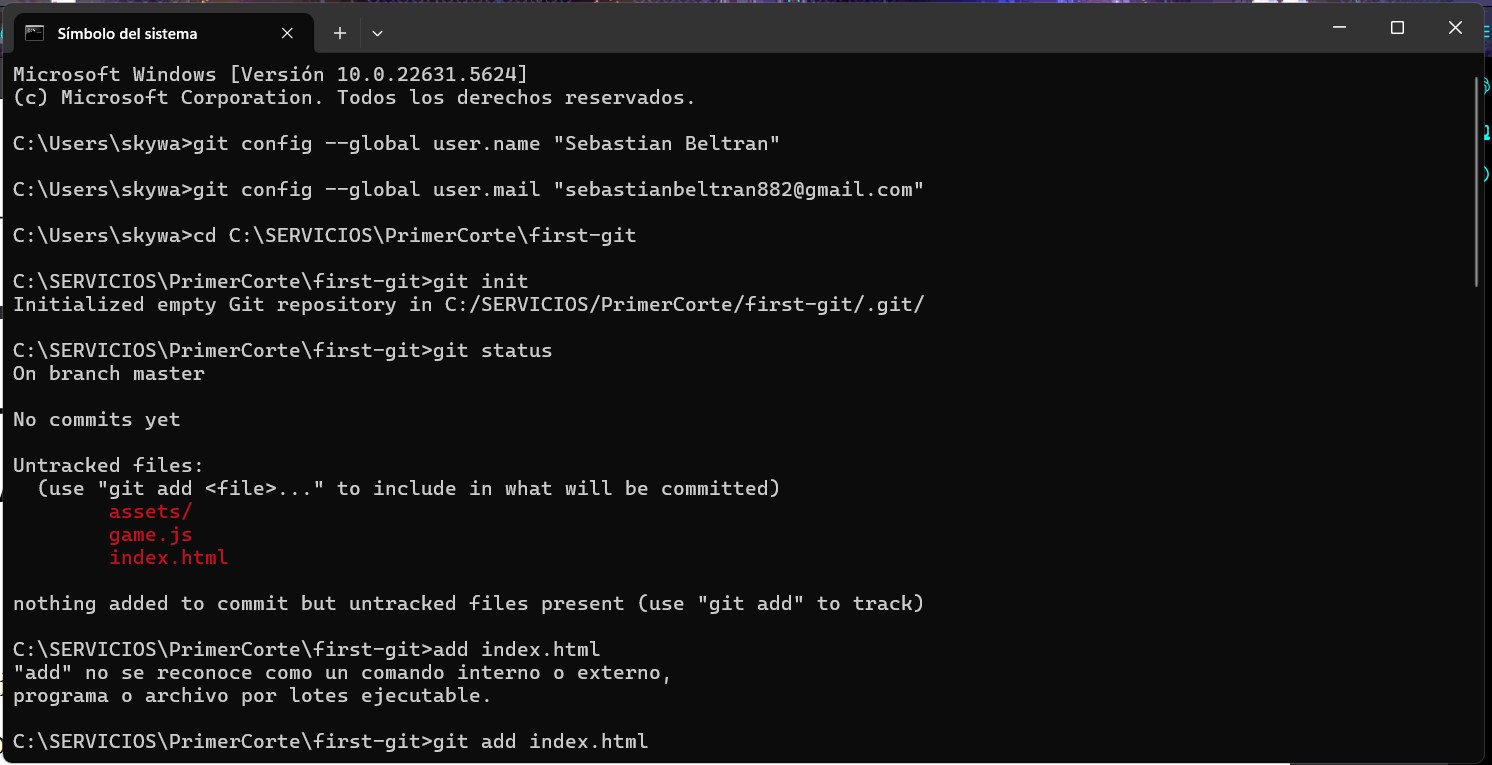 Símbolo del sistema
Microsoft Windows [Versión 10.0.22631.5624]
(c) Microsoft Corporation. Todos los derechos reservados.
C:\Users\skywa>git config --global user.name "Sebastian Beltran"
C:\Users\skywa>git config --global user.mail "sebastianbeltran882@gmail.com"
C:\Users\skywa>cd C:\SERVICIOS\PrimerCorte\first-git
C:\SERVICIOS\PrimerCorte\first-git>git init
Initialized empty Git repository in C:/SERVICIOS/PrimerCorte/first-git/.git/
C:\SERVICIOS\PrimerCorte\first-git>git status
On branch master
No commits yet
Untracked files:
  (use "git add <file>..." to include in what will be committed)
        assets/
        game.js
        index.html
nothing added to commit but untracked files present (use "git add" to track)
C:\SERVICIOS\PrimerCorte\first-git>add index.html
"add" no se reconoce como un comando interno o externo,
programa o archivo por lotes ejecutable.
C:\SERVICIOS\PrimerCorte\first-git>git add index.html